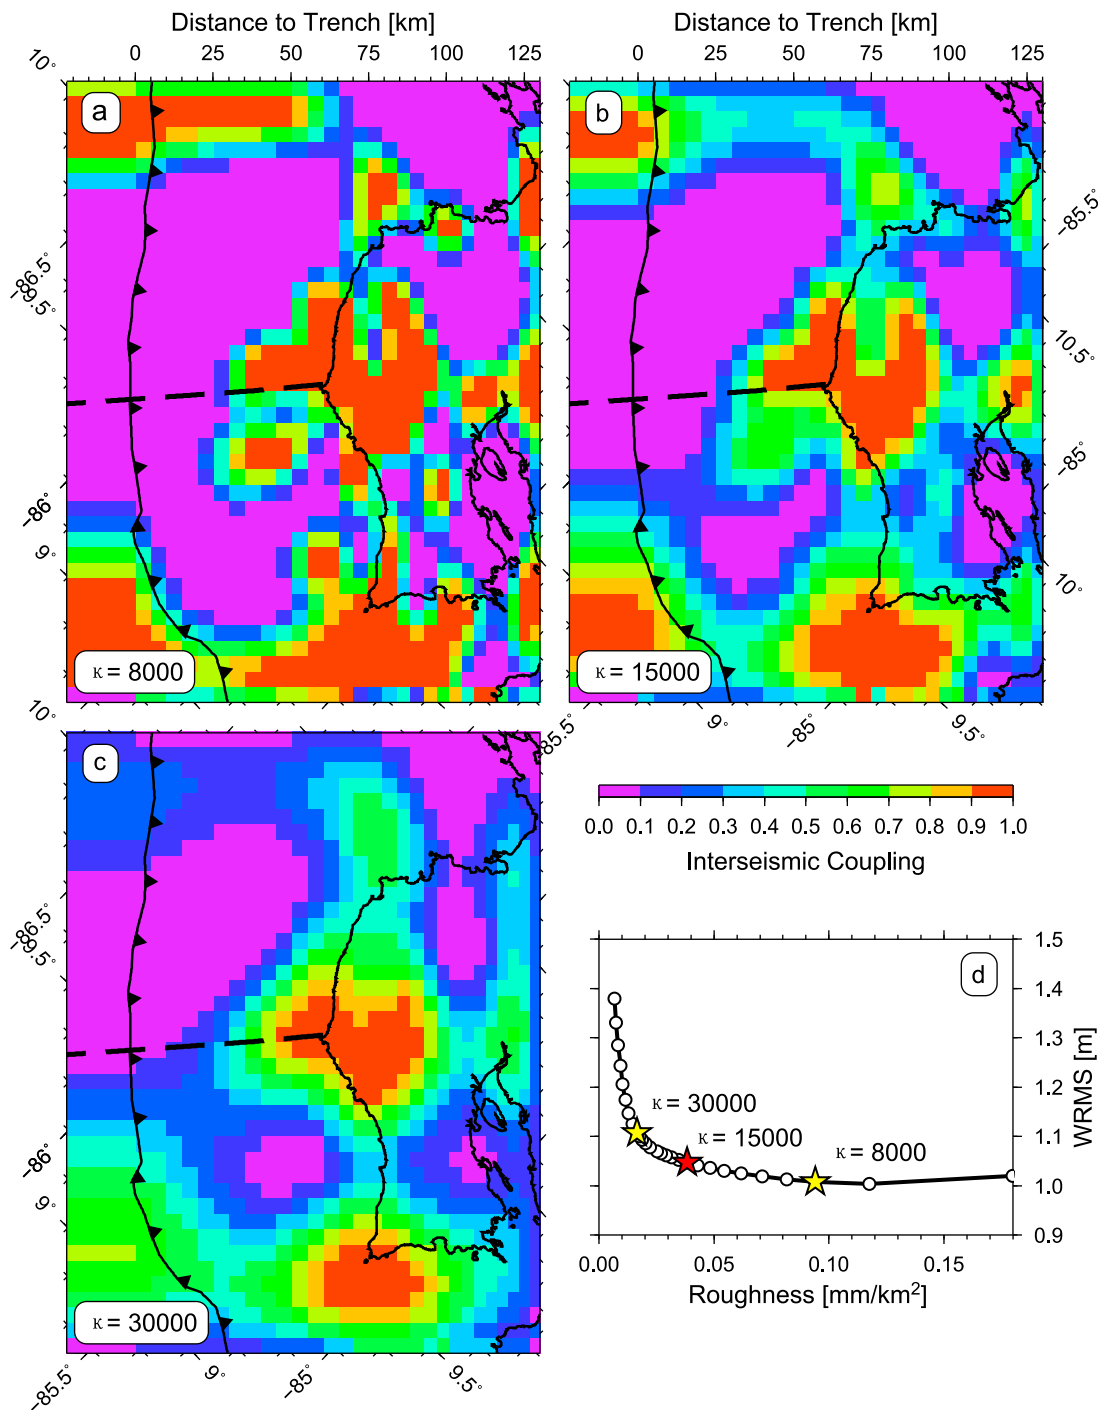 Distance to Trench [km]
Distance to Trench [km]
0 25 50 75 100 125
0 25 50 75 100 125
10°
a
b
-86.5°
-85.5°
9.5°
10.5°
-86°
-85°
9°
10°
κ = 8000
κ = 15000
10°
-85.5°
9°
-85°
9.5°
c
0.0 0.1 0.2 0.3 0.4 0.5 0.6 0.7 0.8 0.9 1.0
Interseismic Coupling
-86.5°
9.5°
d
1.5
1.4
1.3
1.2
1.1
1.0
0.9
WRMS [m]
κ = 30000
κ = 15000
κ = 8000
-86°
9°
0.00 0.05 0.10 0.15
Roughness [mm/km²]
κ = 30000
-85.5°
9°
-85°
9.5°